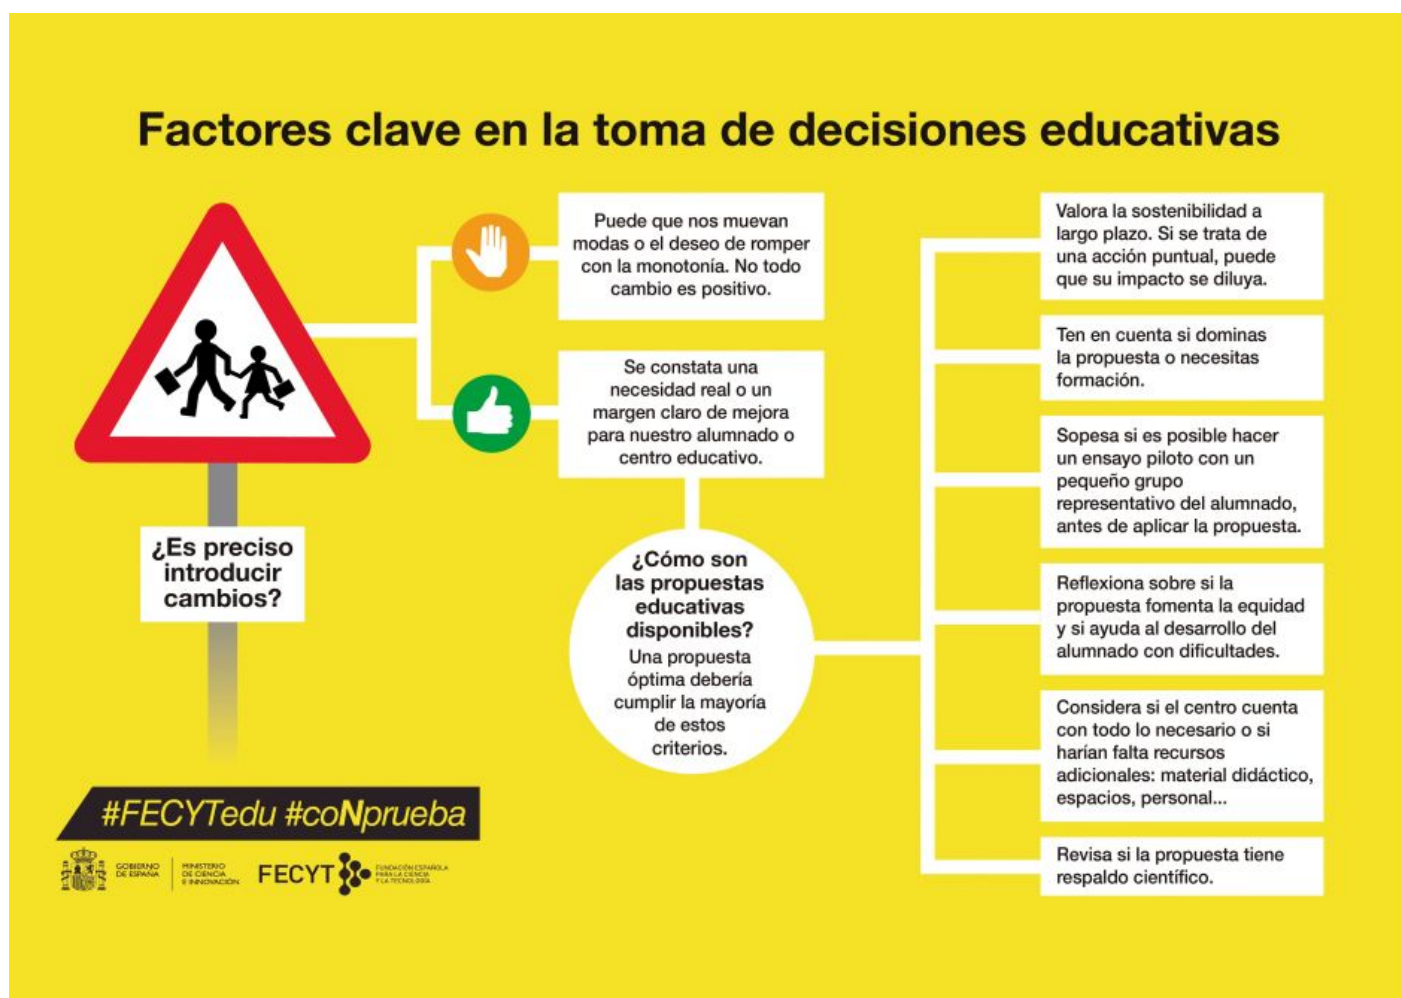 Factores clave en la toma de decisiones educativas
¿Es preciso
introducir
cambios?
Puede que nos muevan
modas o el deseo de romper
con la monotonía. No todo
cambio es positivo.
Se constata una
necesidad real o un
margen claro de mejora
para nuestro alumnado o
centro educativo.
¿Cómo son
las propuestas
educativas
disponibles?
Una propuesta
óptima debería
cumplir la mayoría
de estos
criterios.
Valora la sostenibilidad a
largo plazo. Si se trata de
una acción puntual, puede
que su impacto se diluya.
Ten en cuenta si dominas
la propuesta o necesitas
formación.
Sopesa si es posible hacer
un ensayo piloto con un
pequeño grupo
representativo del alumnado,
antes de aplicar la propuesta.
Reflexiona sobre si la
propuesta fomenta la equidad
y si ayuda al desarrollo del
alumnado con dificultades.
Considera si el centro cuenta
con todo lo necesario o si
harían falta recursos
adicionales: material didáctico,
espacios, personal...
Revisa si la propuesta tiene
respaldo científico.
#FECYTedu #coNprueba
GOBIERNO
DE ESPAÑA
MINISTERIO
DE CIENCIA
E INNOVACIÓN
FECYT
FUNDACIÓN ESPAÑOLA
PARA LA CIENCIA
Y LA TECNOLOGÍA